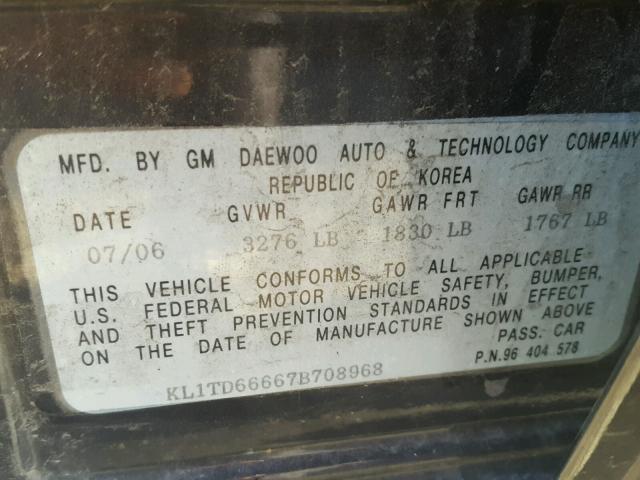 MFD. BY GM DAEWOO AUTO & TECHNOLOGY COMPANY
REPUBLIC OF KOREA
DATE GVWR GAWR FRT GAWR RR
07/06 3276 LB 1830 LB 1767 LB
THIS VEHICLE CONFORMS TO ALL APPLICABLE
U.S. FEDERAL MOTOR VEHICLE SAFETY, BUMPER,
AND THEFT PREVENTION STANDARDS IN EFFECT
ON THE DATE OF MANUFACTURE SHOWN ABOVE
PASS. CAR
KL1TD66667B708968
P.N.96 404 578